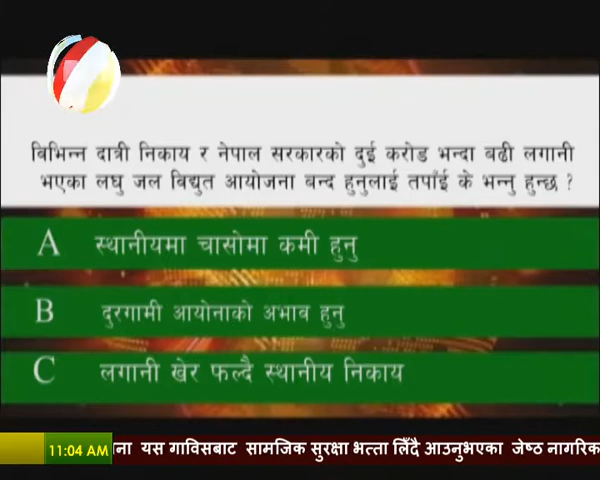 विभिन्न दात्री निकाय र नेपाल सरकारको दुई करोड भन्दा बढी लगानी
भएका लघु जल विद्युत आयोजना बन्द हुनुलाई तपाँई के भन्नु हुन्छ ?
A स्थानीयमा चासोमा कमी हुनु
B दुरगामी आयोनाको अभाब हुनु
C लगानी खेर फल्दै स्थानीय निकाय
11:04 AM ना यस गाविसबाट सामजिक सुरक्षा भत्ता लिँदै आउनुभएका जेष्ठ नागरिक